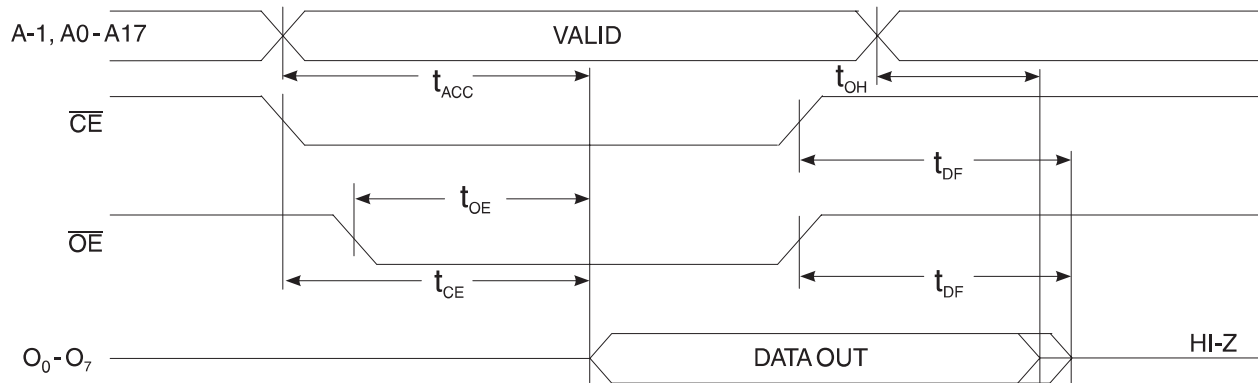 A-1, A0-A17
VALID
tACC
tOH
CE
tDF
tOE
OE
tCE
tDF
O0-O7
DATA OUT
HI-Z